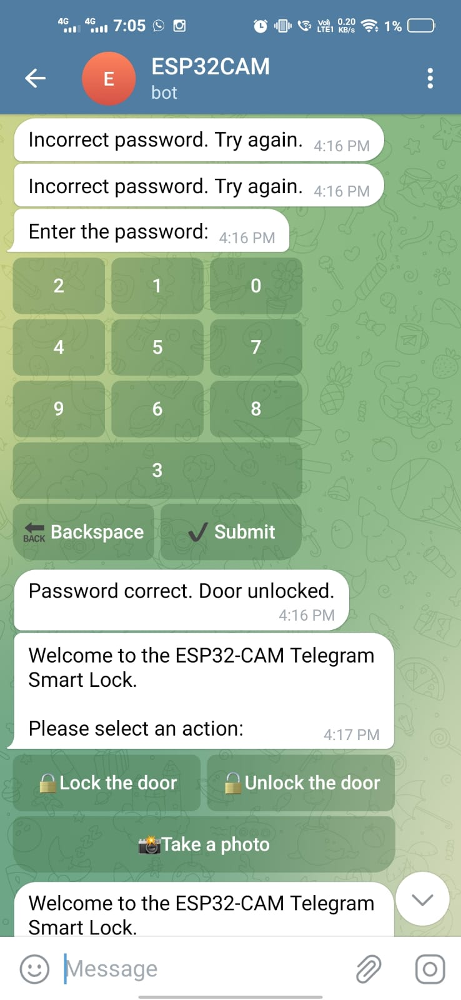 4G 4G 7:05 Vo) LTE1 0.20 KB/s 1%
E ESP32CAM
bot
Incorrect password. Try again. 4:16 PM
Incorrect password. Try again. 4:16 PM
Enter the password: 4:16 PM
2 1 0
4 5 7
9 6 8
3
BACK Backspace ✔ Submit
Password correct. Door unlocked.
4:16 PM
Welcome to the ESP32-CAM Telegram
Smart Lock.
Please select an action: 4:17 PM
🔒Lock the door 🔓Unlock the door
📸Take a photo
Welcome to the ESP32-CAM Telegram
Smart Lock.
Message